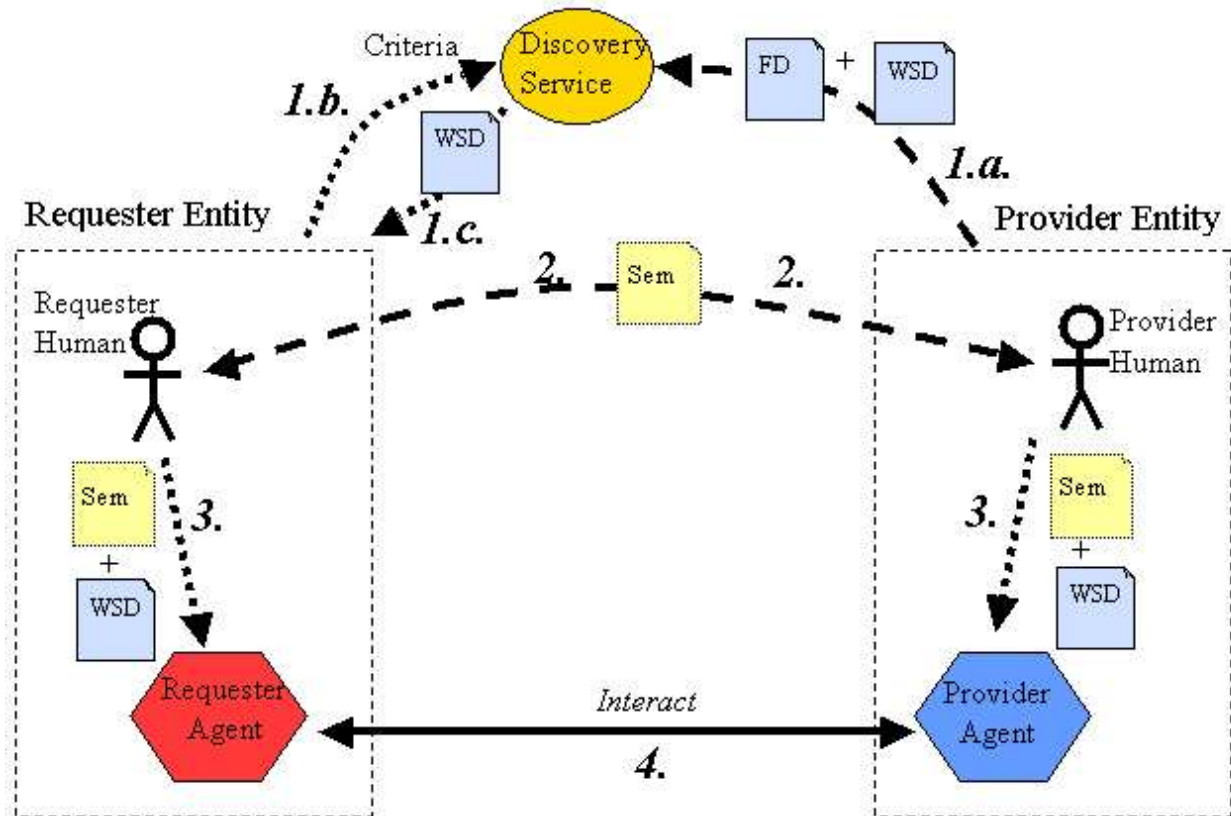 Criteria
Discovery
Service
FD
+
WSD
1.b.
WSD
1.a.
1.c.
Requester Entity
Provider Entity
2.
Sem
2.
Requester
Human
Provider
Human
Sem
+
WSD
3.
3.
Sem
+
WSD
Requester
Agent
Interact
4.
Provider
Agent